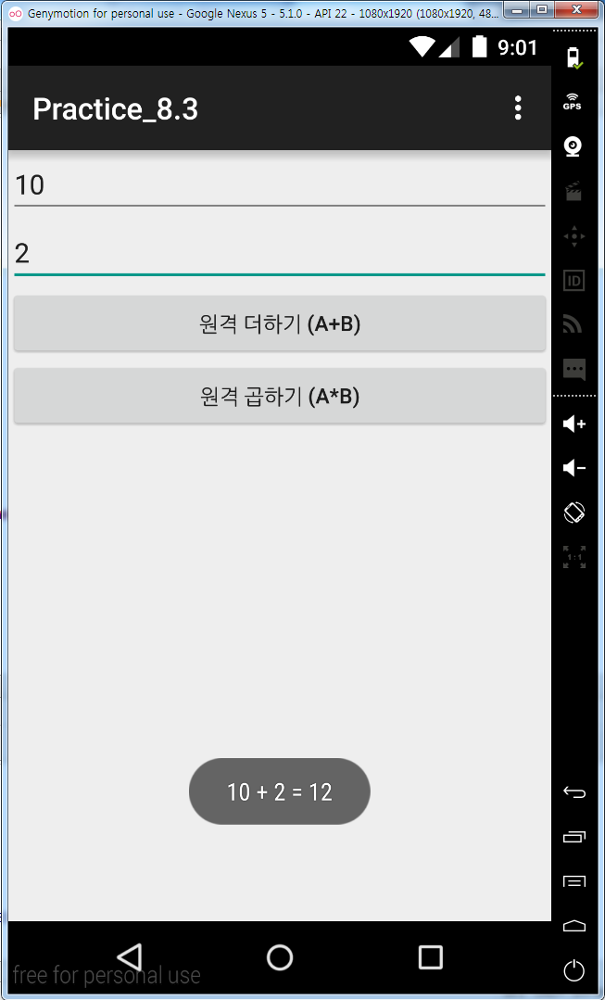 Genymotion for personal use - Google Nexus 5 - 5.1.0 - API 22 - 1080x1920 (1080x1920, 48...
9:01
GPS
Practice_8.3
10
2
원격 더하기 (A+B)
원격 곱하기 (A*B)
ID
1:1
10 + 2 = 12
free for personal use